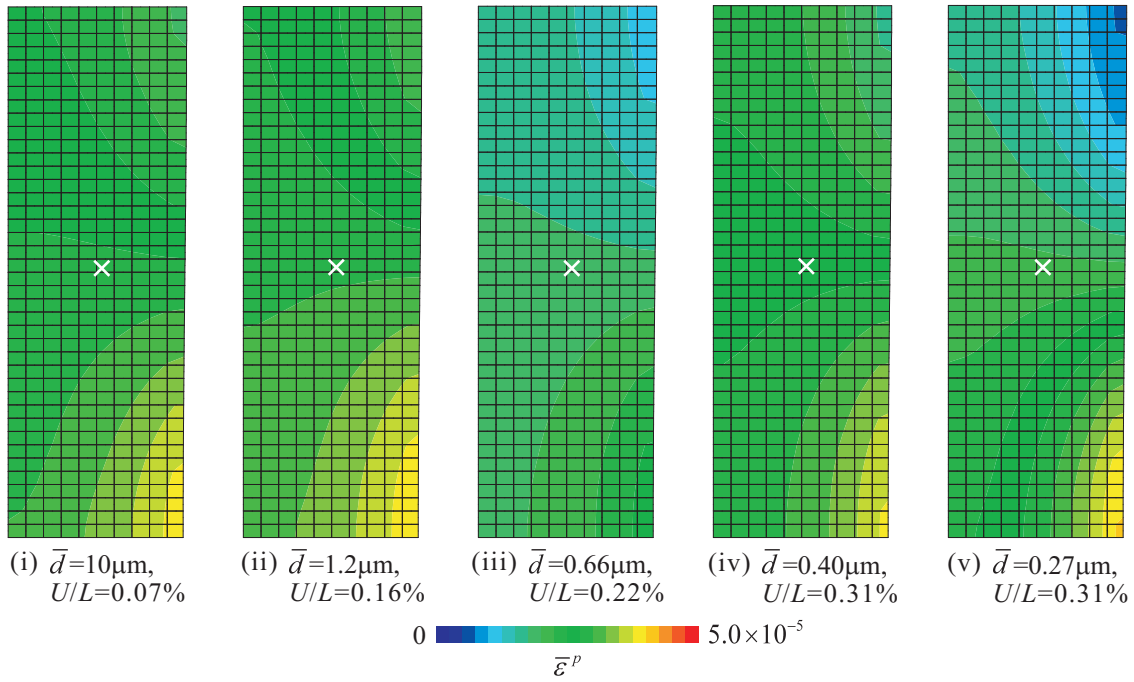 (i) d̅=10μm,
U/L=0.07%
(ii) d̅=1.2μm,
U/L=0.16%
(iii) d̅=0.66μm,
U/L=0.22%
(iv) d̅=0.40μm,
U/L=0.31%
(v) d̅=0.27μm,
U/L=0.31%
0 5.0×10⁻⁵
ε̅ᵖ